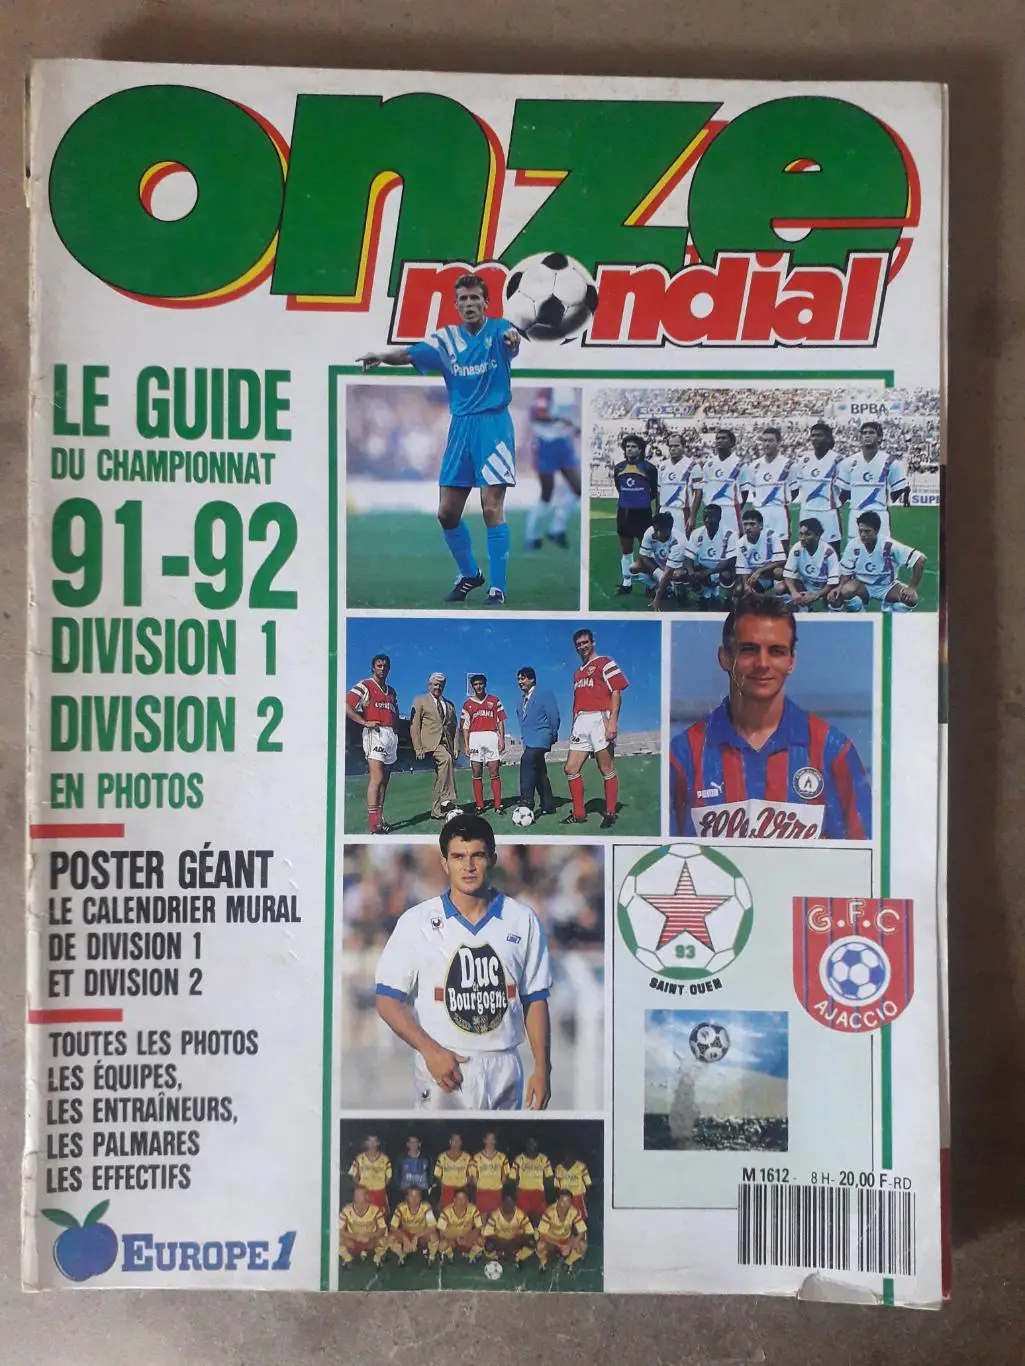 onze
mondial
LE GUIDE
DU CHAMPIONNAT
91-92
DIVISION 1
DIVISION 2
EN PHOTOS
POSTER GÉANT
LE CALENDRIER MURAL
DE DIVISION 1
ET DIVISION 2
TOUTES LES PHOTOS
LES ÉQUIPES,
LES ENTRAÎNEURS,
LES PALMARES
LES EFFECTIFS
EUROPE 1
Panasonic
BPBA
SUPE
PUMA
Duc
Bourgogne
93
SAINT OUEN
G.F.C
AJACCIO
M 1612 - 8 H - 20,00 F-RD